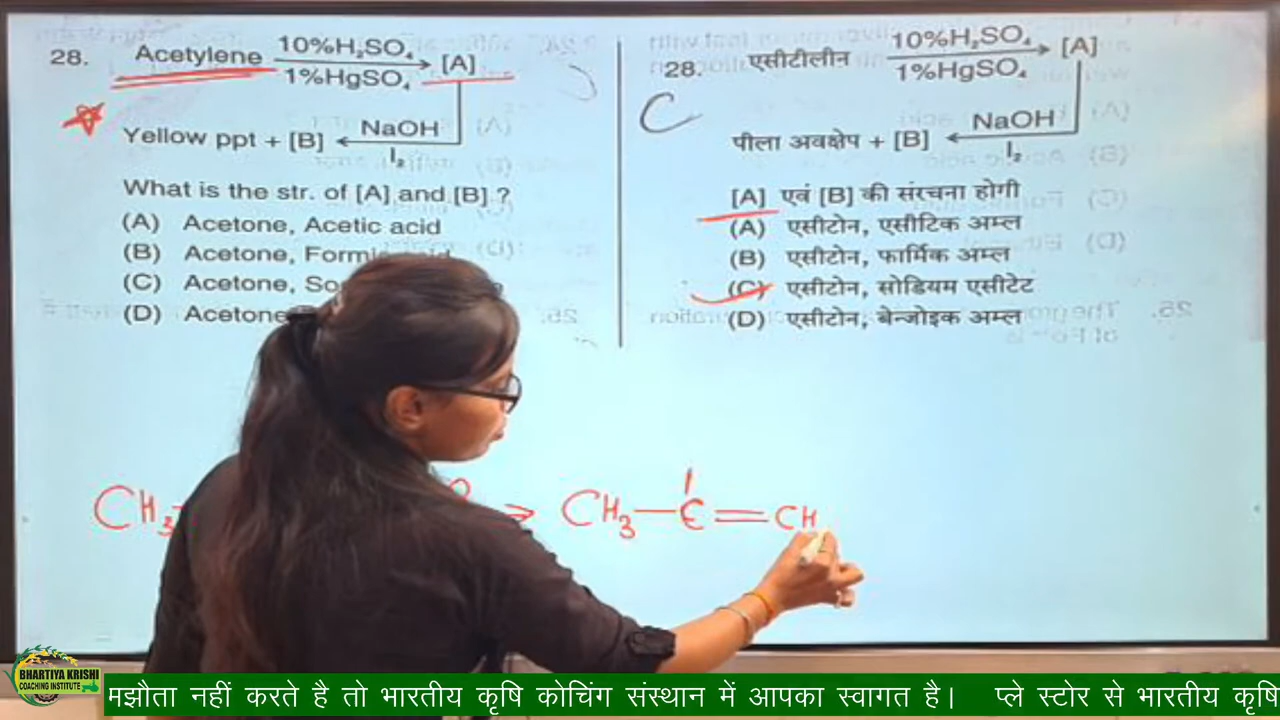 28. Acetylene 10%H₂SO₄ 1%HgSO₄ [A]
Yellow ppt + [B] NaOH I₂
What is the str. of [A] and [B] ?
(A) Acetone, Acetic acid
(B) Acetone,
(C) Acetone,
(D) Acetone
28. एसीटीलीन 10%H₂SO₄ 1%HgSO₄ [A]
C
पीला अवक्षेप + [B] NaOH I₂
[A] एवं [B] की संरचना होगी
(A) एसीटोन, एसीटिक अम्ल
(B) एसीटोन, फार्मिक अम्ल
(C) एसीटोन, सोडियम एसीटेट
(D) एसीटोन, बेन्जोइक अम्ल
CH₃ → CH₃—C=CH
BHARTIYA KRISHI
COACHING INSTITUTE
मझौता नहीं करते है तो भारतीय कृषि कोचिंग संस्थान में आपका स्वागत है। प्ले स्टोर से भारतीय कृषि